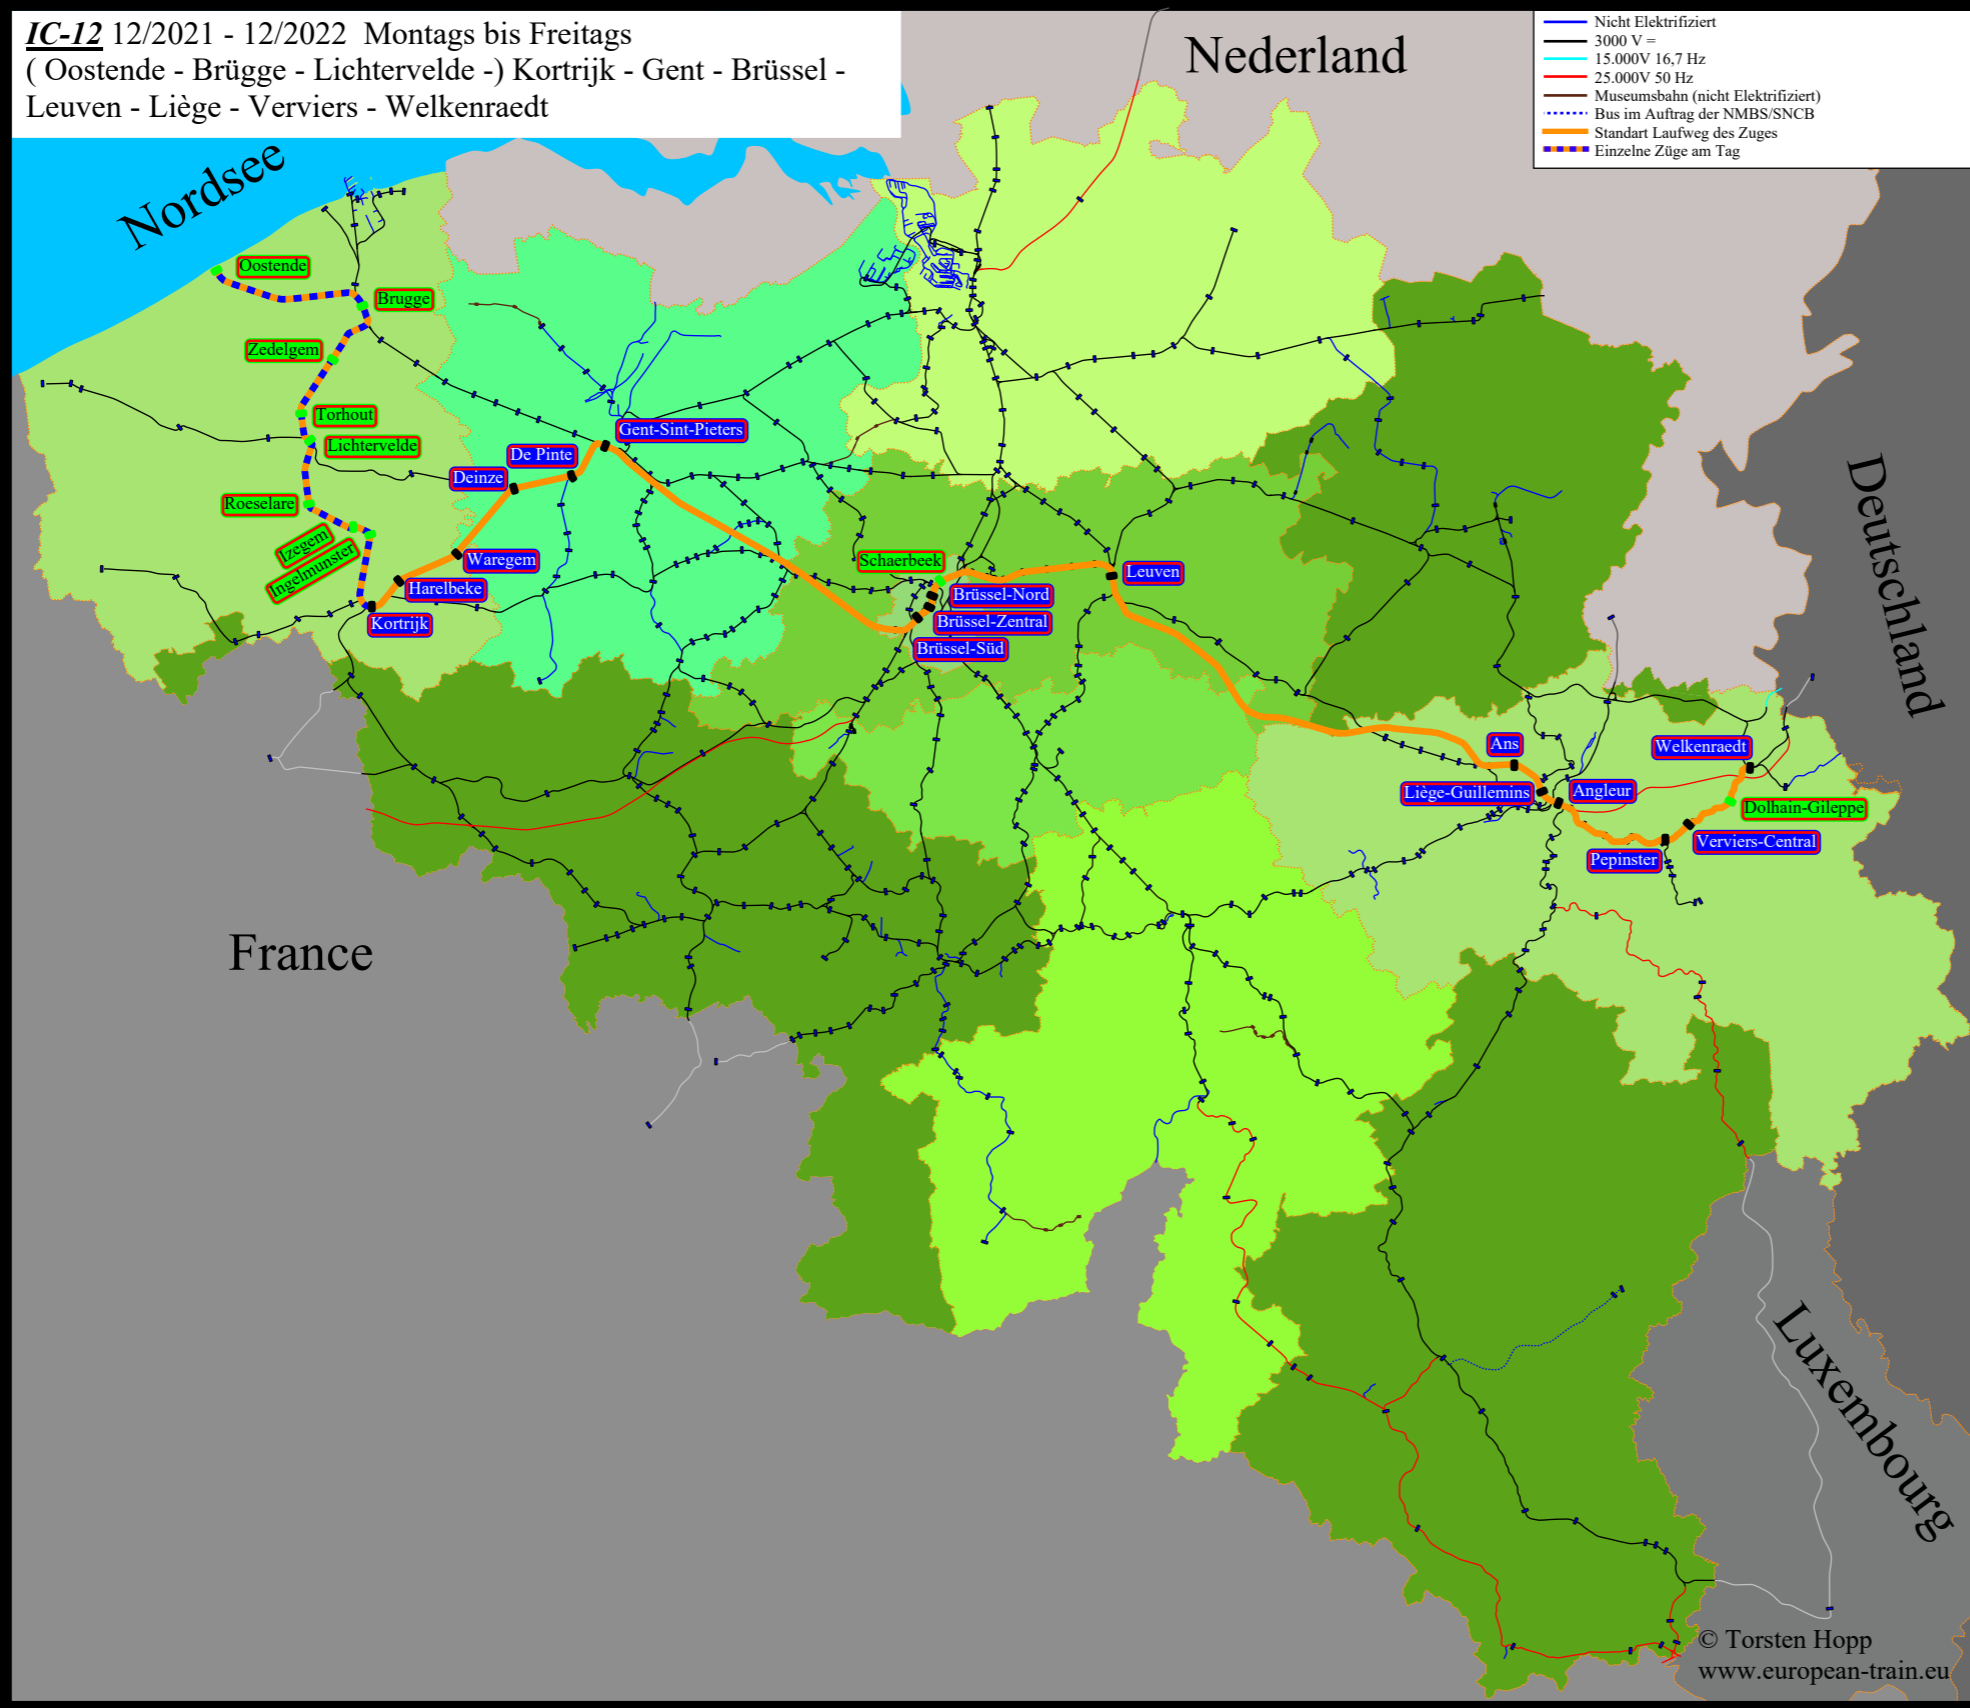 IC-12 12/2021 - 12/2022 Montags bis Freitags
( Oostende - Brügge - Lichtervelde -) Kortrijk - Gent - Brüssel -
Leuven - Liège - Verviers - Welkenraedt
Nicht Elektrifiziert
3000 V =
15.000V 16,7 Hz
25.000V 50 Hz
Museumsbahn (nicht Elektrifiziert)
Bus im Auftrag der NMBS/SNCB
Standart Laufweg des Zuges
Einzelne Züge am Tag
Nederland
Nordsee
Oostende
Brugge
Zedelgem
Torhout
Lichtervelde
Gent-Sint-Pieters
De Pinte
Deinze
Roeselare
Izegem
Ingelmunster
Waregem
Harelbeke
Kortrijk
Schaerbeek
Brüssel-Nord
Brüssel-Zentral
Brüssel-Süd
Leuven
Deutschland
Ans
Welkenraedt
Liège-Guillemins
Angleur
Dolhain-Gileppe
Verviers-Central
Pepinster
France
Luxembourg
© Torsten Hopp
www.european-train.eu